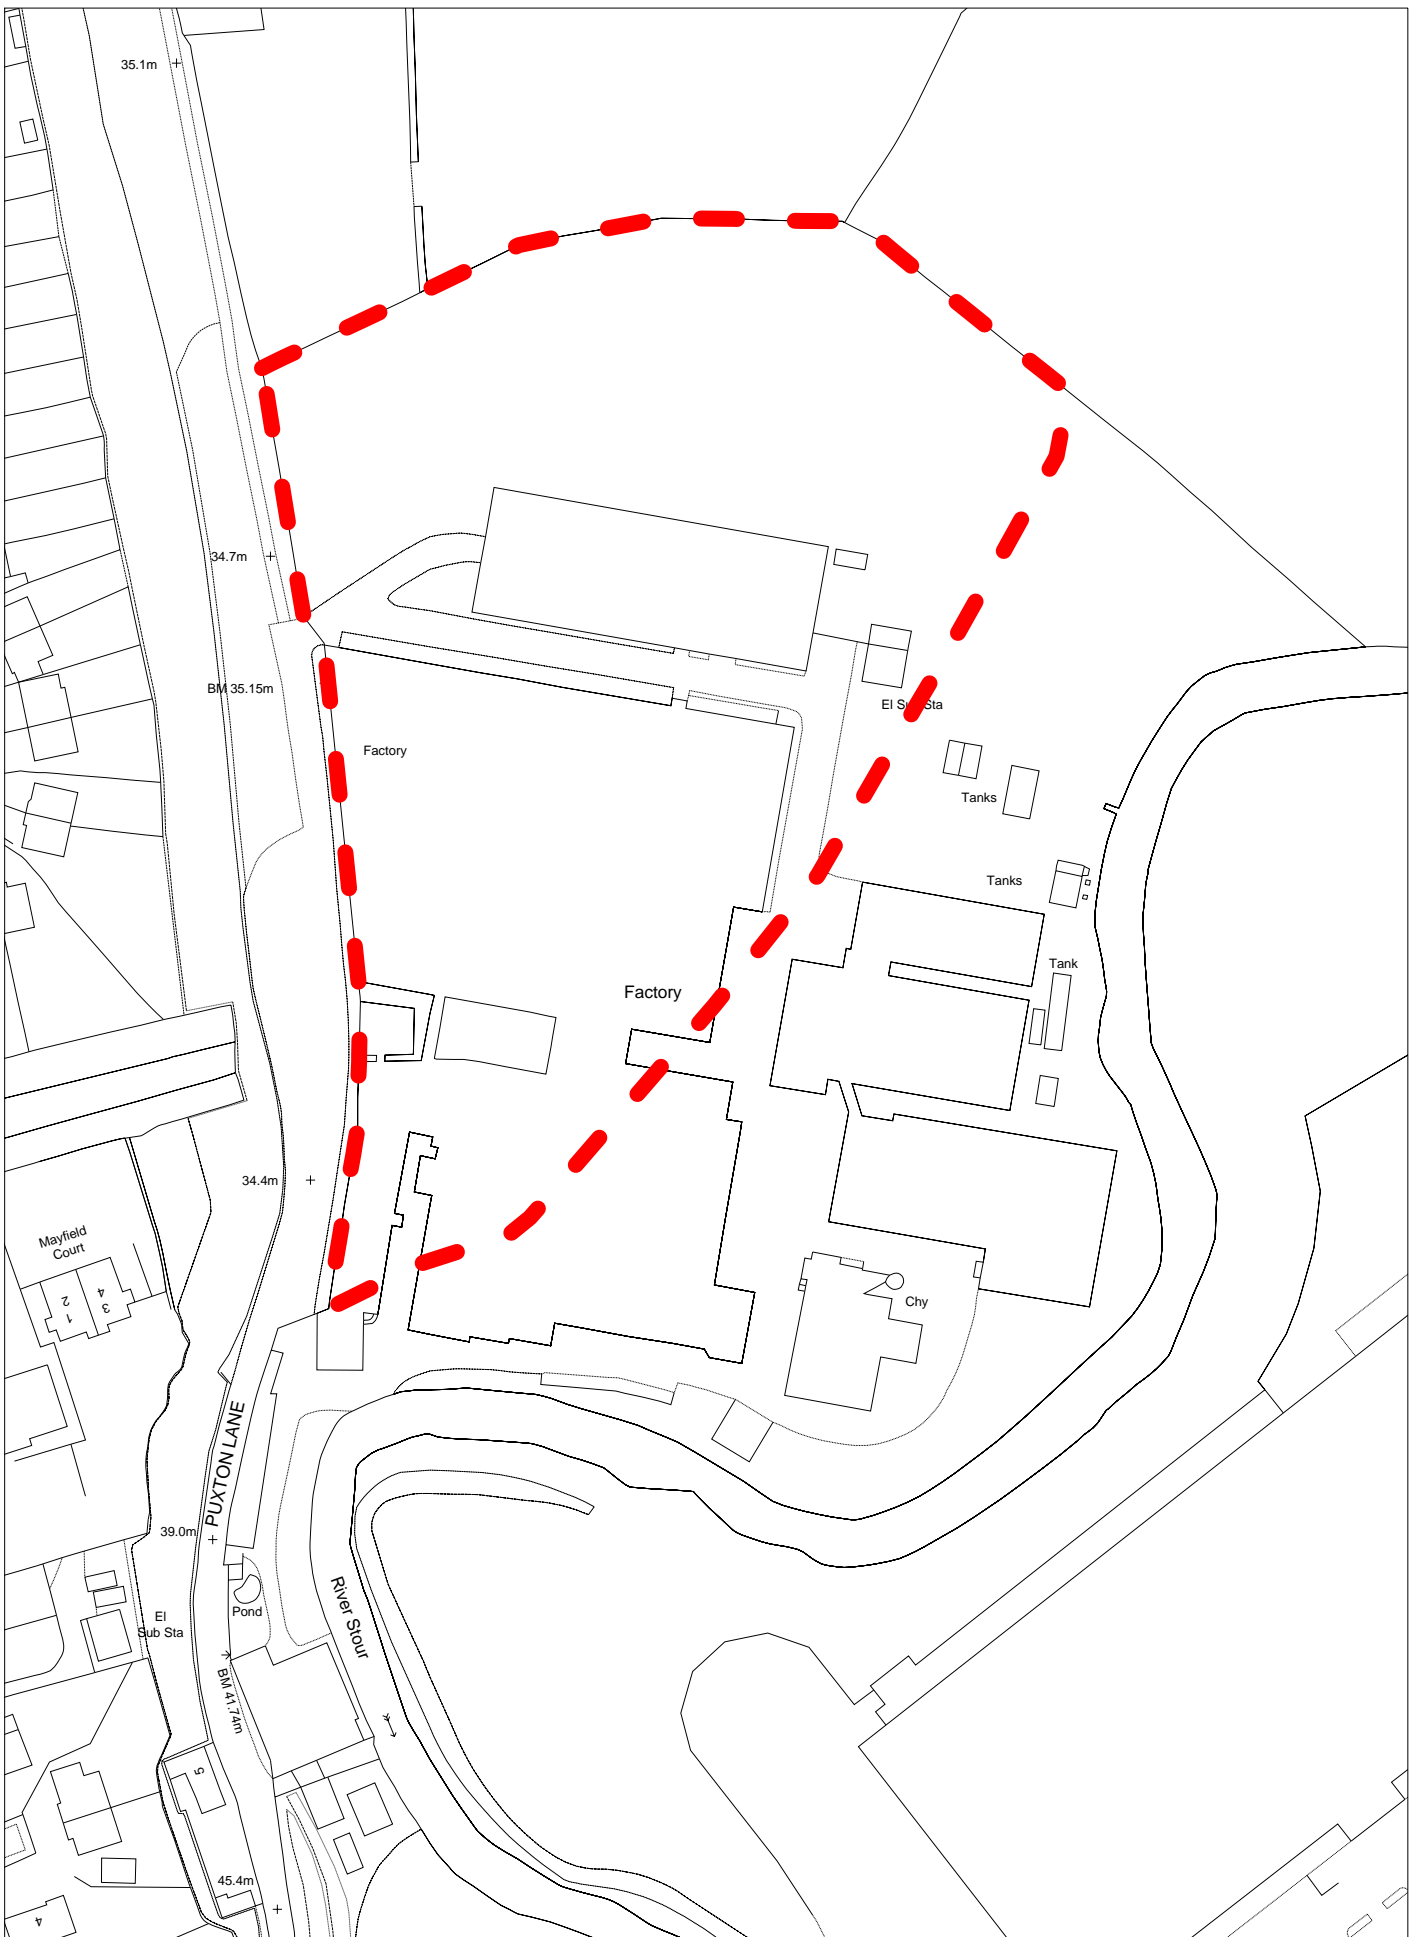 35.1m
34.7m
BM 35.15m
El Sub Sta
Factory
Tanks
Tanks
Tank
Factory
34.4m
Mayfield
Court
2
1
4
3
Chy
PUXTON LANE
39.0m
River Stour
Pond
El
Sub Sta
BM 41.74m
5
45.4m
4